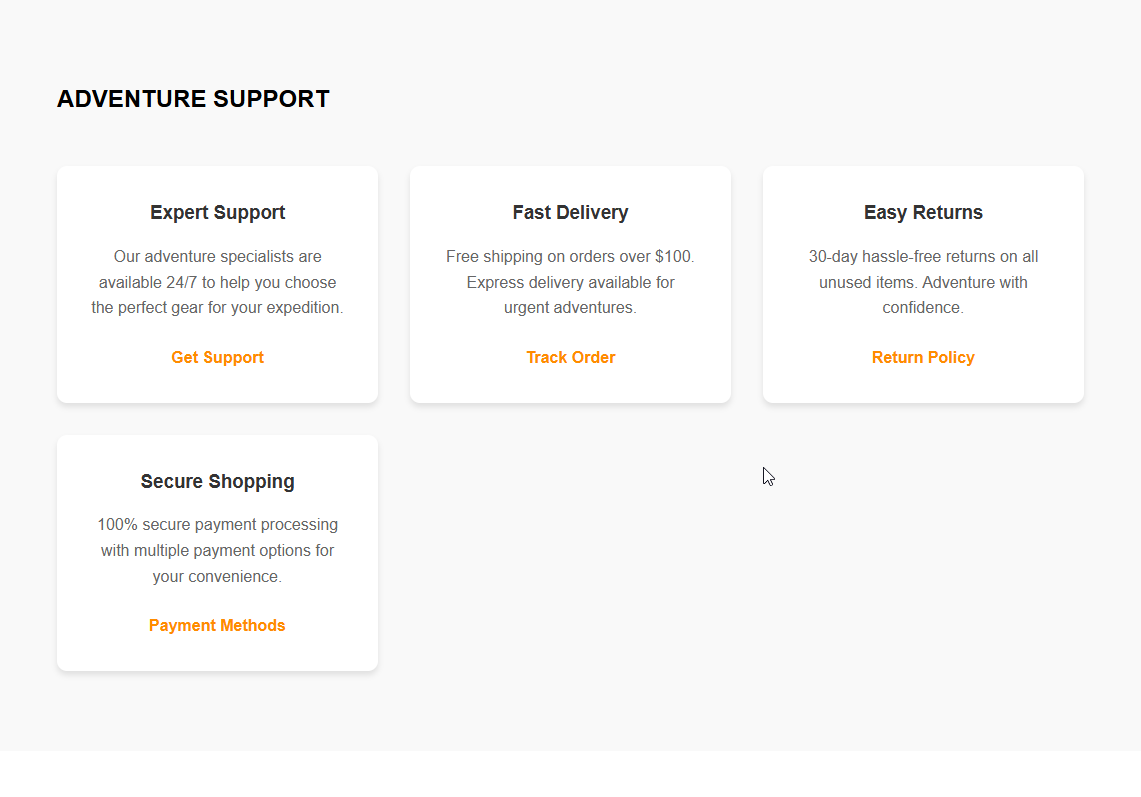 ADVENTURE SUPPORT
Expert Support
Our adventure specialists are
available 24/7 to help you choose
the perfect gear for your expedition.
Get Support
Fast Delivery
Free shipping on orders over $100.
Express delivery available for
urgent adventures.
Track Order
Easy Returns
30-day hassle-free returns on all
unused items. Adventure with
confidence.
Return Policy
Secure Shopping
100% secure payment processing
with multiple payment options for
your convenience.
Payment Methods